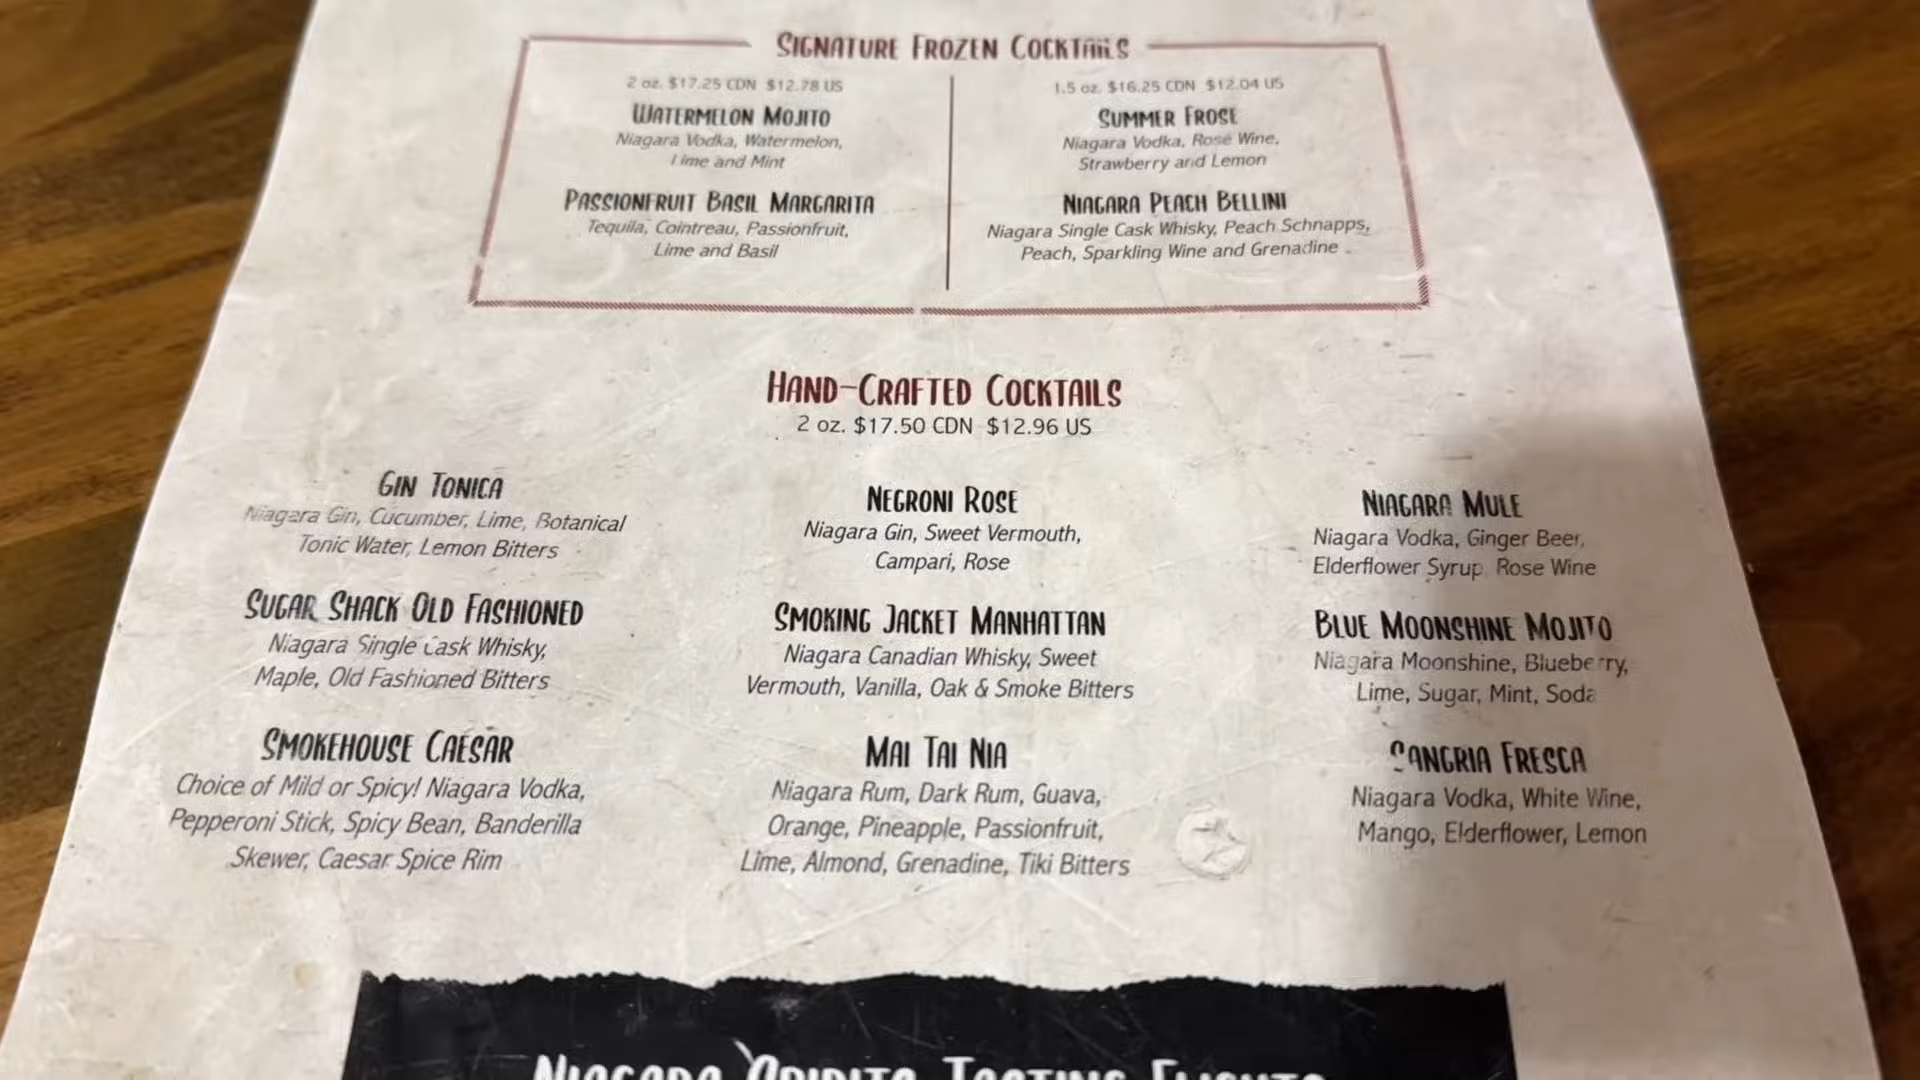 SIGNATURE FROZEN COCKTAILS
2 oz. $17.25 CDN $12.78 US
WATERMELON MOJITO
Niagara Vodka, Watermelon,
Lime and Mint
PASSIONFRUIT BASIL MARGARITA
Tequila, Cointreau, Passionfruit,
Lime and Basil
1.5 oz. $16.25 CDN $12.04 US
SUMMER FROSE
Niagara Vodka, Rosé Wine,
Strawberry and Lemon
NIAGARA PEACH BELLINI
Niagara Single Cask Whisky, Peach Schnapps,
Peach, Sparkling Wine and Grenadine
HAND-CRAFTED COCKTAILS
2 oz. $17.50 CDN $12.96 US
GIN TONICA
Niagara Gin, Cucumber, Lime, Botanical
Tonic Water, Lemon Bitters
SUGAR SHACK OLD FASHIONED
Niagara Single Cask Whisky,
Maple, Old Fashioned Bitters
SMOKEHOUSE CAESAR
Choice of Mild or Spicy! Niagara Vodka,
Pepperoni Stick, Spicy Bean, Banderilla
Skewer, Caesar Spice Rim
NEGRONI ROSE
Niagara Gin, Sweet Vermouth,
Campari, Rose
SMOKING JACKET MANHATTAN
Niagara Canadian Whisky, Sweet
Vermouth, Vanilla, Oak & Smoke Bitters
MAI TAI NIA
Niagara Rum, Dark Rum, Guava,
Orange, Pineapple, Passionfruit,
Lime, Almond, Grenadine, Tiki Bitters
NIAGARA MULE
Niagara Vodka, Ginger Beer,
Elderflower Syrup, Rose Wine
BLUE MOONSHINE MOJITO
Niagara Moonshine, Blueberry,
Lime, Sugar, Mint, Soda
SANGRIA FRESCA
Niagara Vodka, White Wine,
Mango, Elderflower, Lemon
NIAGARA SPIRITS TASTING FLIGHTS